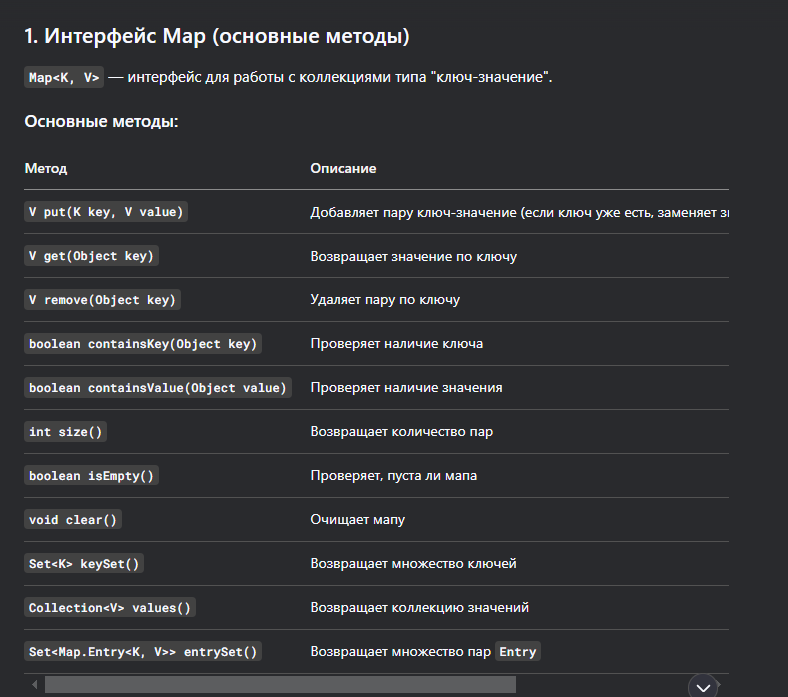 1. Интерфейс Map (основные методы)
Map<K, V> — интерфейс для работы с коллекциями типа "ключ-значение".
Основные методы:
Метод Описание
V put(K key, V value) Добавляет пару ключ-значение (если ключ уже есть, заменяет
V get(Object key) Возвращает значение по ключу
V remove(Object key) Удаляет пару по ключу
boolean containsKey(Object key) Проверяет наличие ключа
boolean containsValue(Object value) Проверяет наличие значения
int size() Возвращает количество пар
boolean isEmpty() Проверяет, пуста ли мапа
void clear() Очищает мапу
Set<K> keySet() Возвращает множество ключей
Collection<V> values() Возвращает коллекцию значений
Set<Map.Entry<K, V>> entrySet() Возвращает множество пар Entry